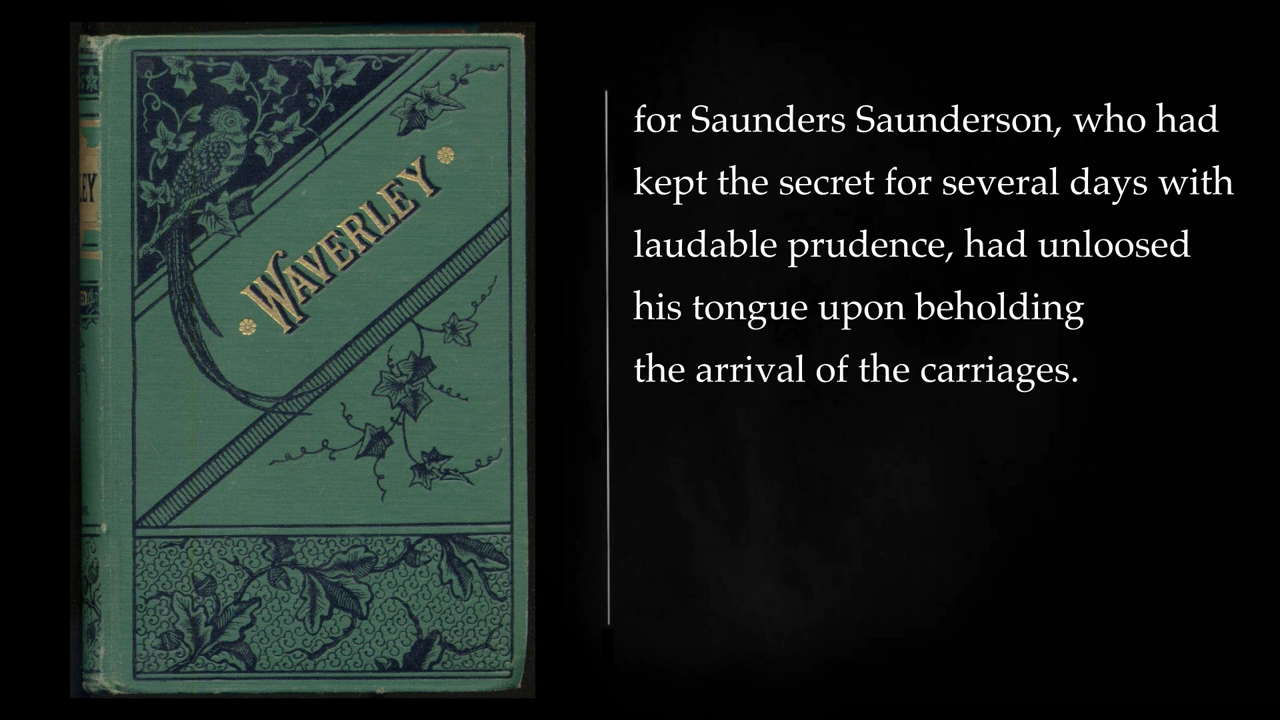 WAVERLEY
for Saunders Saunderson, who had
kept the secret for several days with
laudable prudence, had unloosed
his tongue upon beholding
the arrival of the carriages.